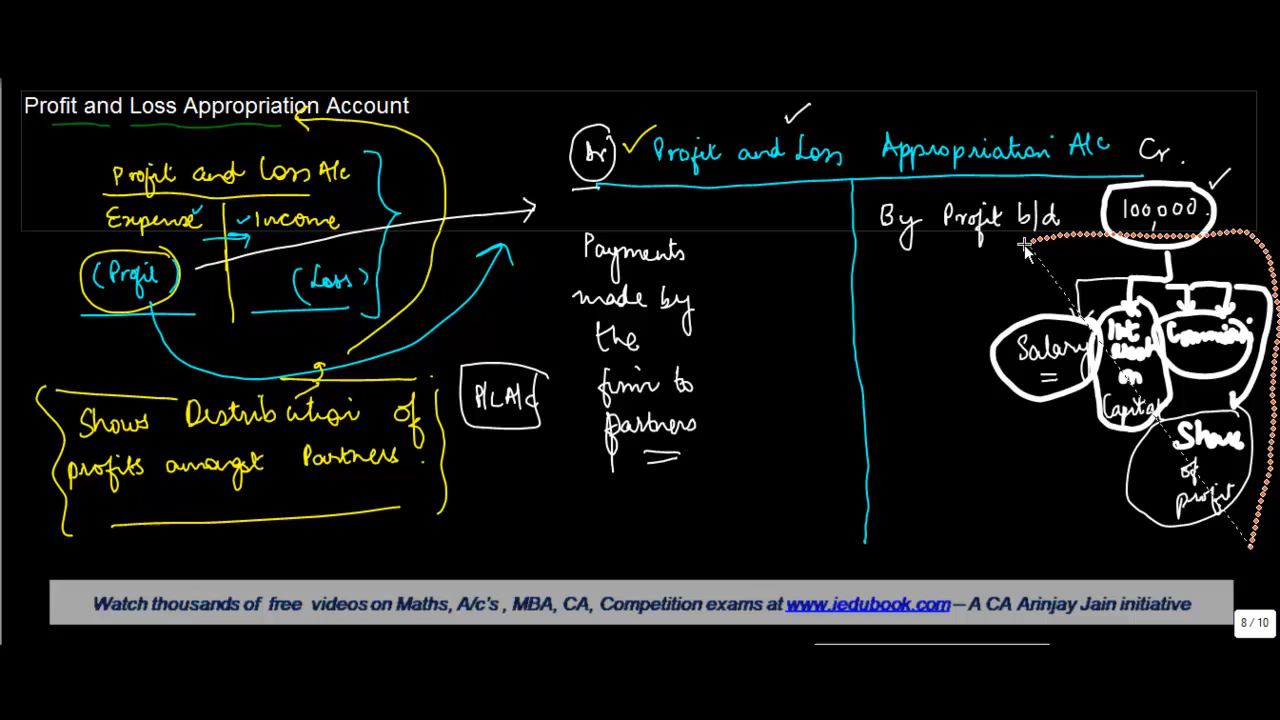 Profit and Loss Appropriation Account
Profit and Loss A/c
Expense Income
(Profit) (Loss)
Shows Distribution of
profits amongst Partners.
P/L A/c
Dr Profit and Loss Appropriation A/c Cr.
By Profit b/d 100,000
Payments
made by
the
firm to
partners
Salary
on
Capital
Share
of
profit
Watch thousands of free videos on Maths, A/c's , MBA, CA, Competition exams at www.iedubook.com – A CA Arinjay Jain initiative
8 / 10